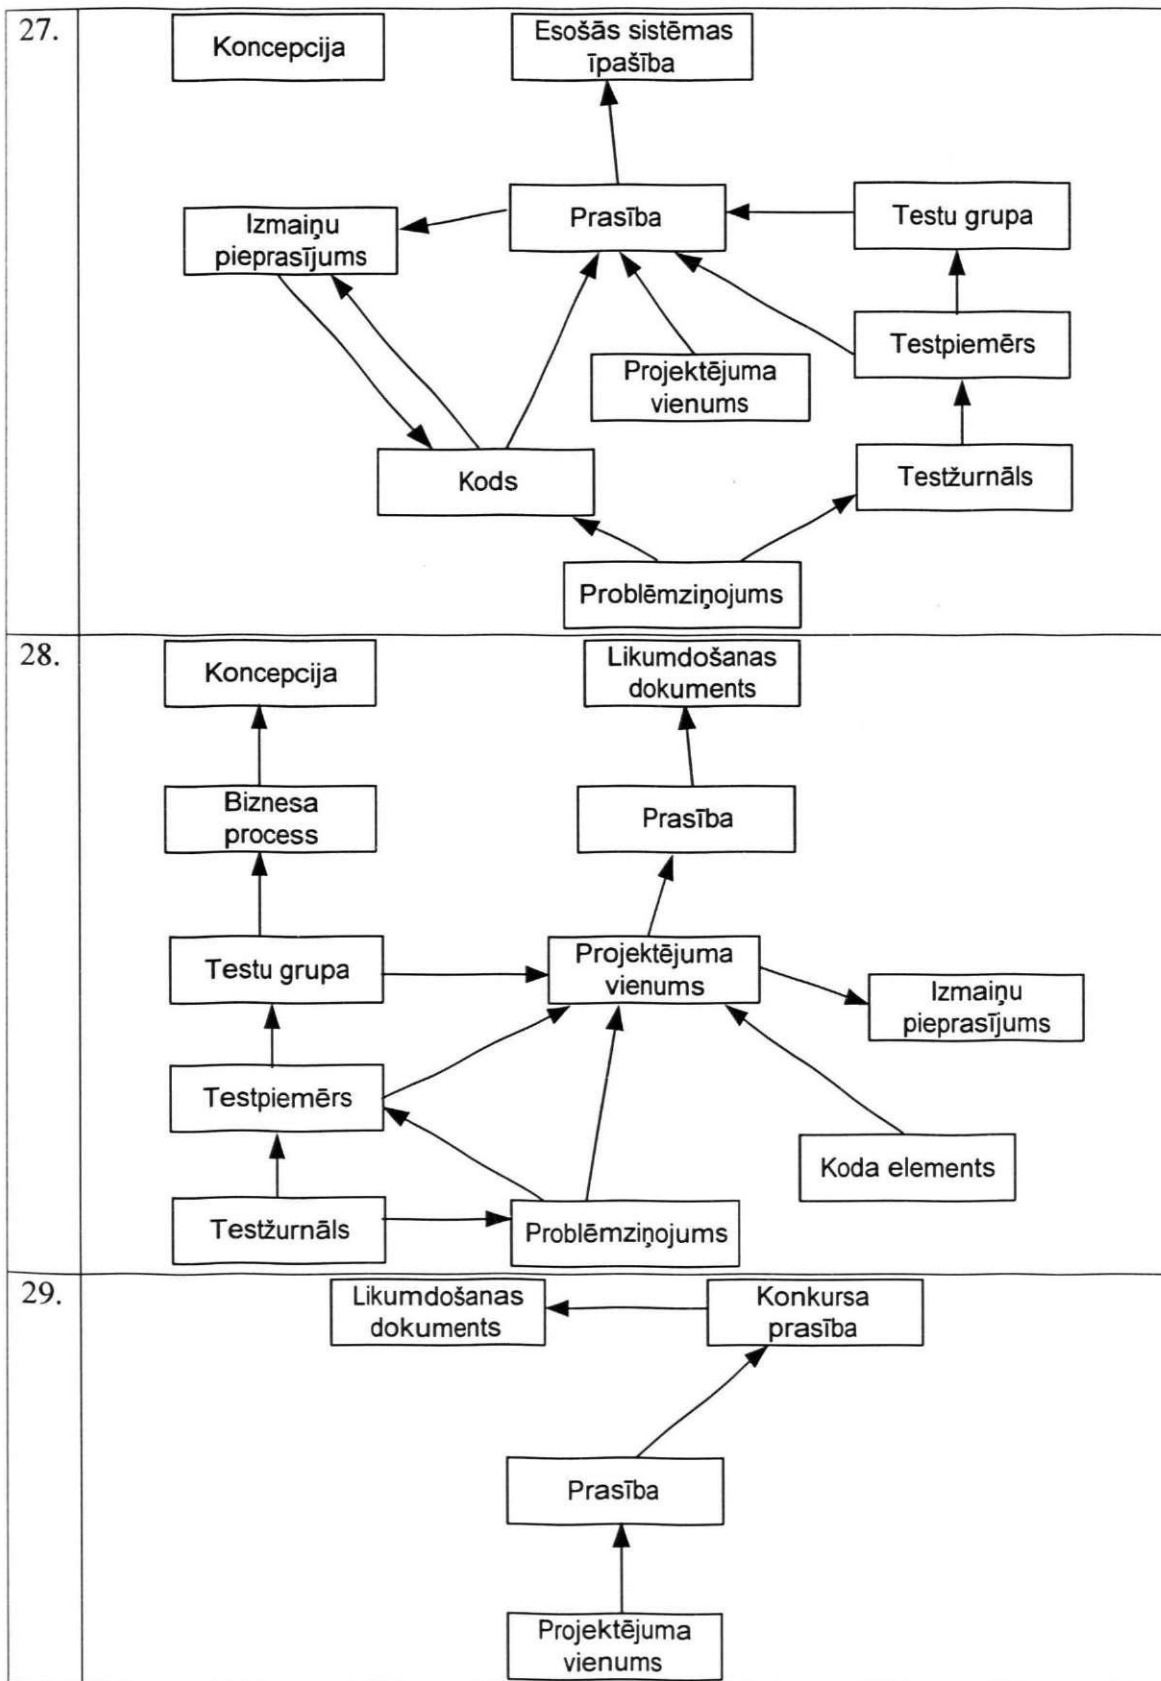 27.
Koncepcija
Esošās sistēmas
īpašība
Izmaiņu
pieprasījums
Prasība
Testu grupa
Projektējuma
vienums
Testpiemērs
Kods
Testžurnāls
Problēmziņojums
28.
Koncepcija
Likumdošanas
dokuments
Biznesa
process
Prasība
Testu grupa
Projektējuma
vienums
Izmaiņu
pieprasījums
Testpiemērs
Koda elements
Testžurnāls
Problēmziņojums
29.
Likumdošanas
dokuments
Konkursa
prasība
Prasība
Projektējuma
vienums